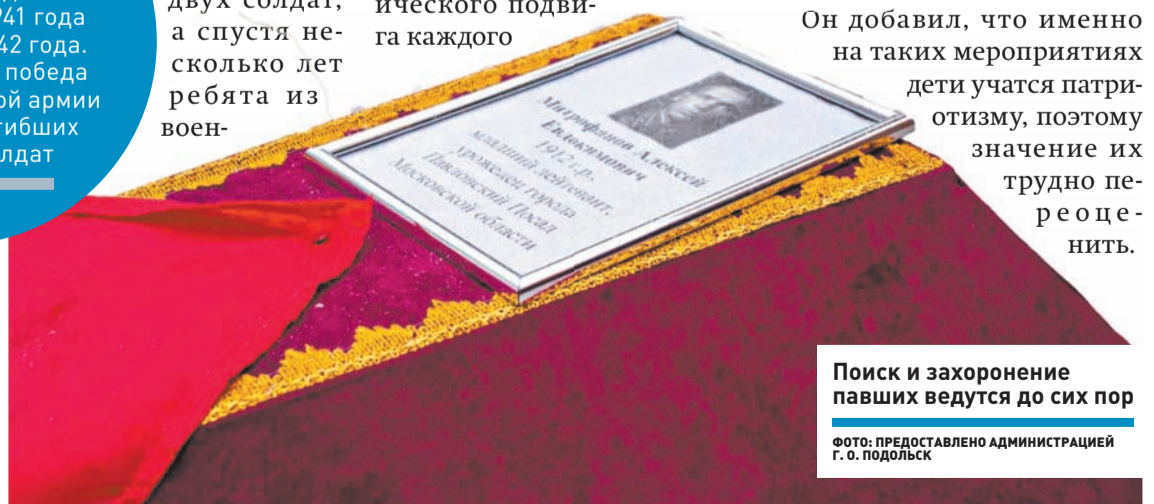 941 года
42 года.
победа
ой армии
гибших
лдат
двух солдат,
а спустя не-
сколько лет
ребята из
воен-
ического подви-
га каждого
Митрофанов Алексей
Евдокимович
1912 г.р.
младший лейтенант,
уроженец города
Павловский Посад
Московской области
Он добавил, что именно
на таких мероприятиях
дети учатся патри-
отизму, поэтому
значение их
трудно пе-
реоце-
нить.
Поиск и захоронение
павших ведутся до сих пор
ФОТО: ПРЕДОСТАВЛЕНО АДМИНИСТРАЦИЕЙ
Г. О. ПОДОЛЬСК